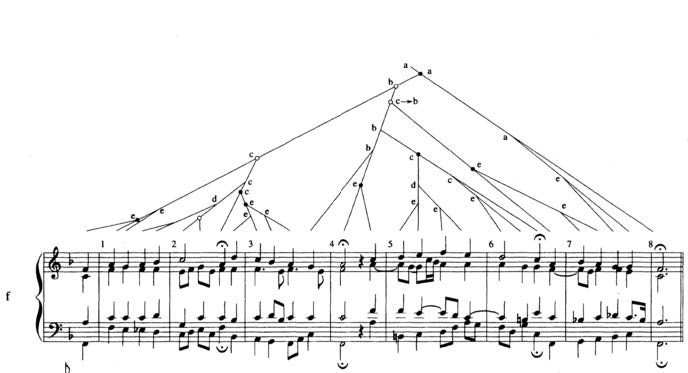 a a
b
c→b
b
a
b
c c
e
c e
c d
e c d
e e e e e e e e
1 2 3 4 5 6 7 8
f
b